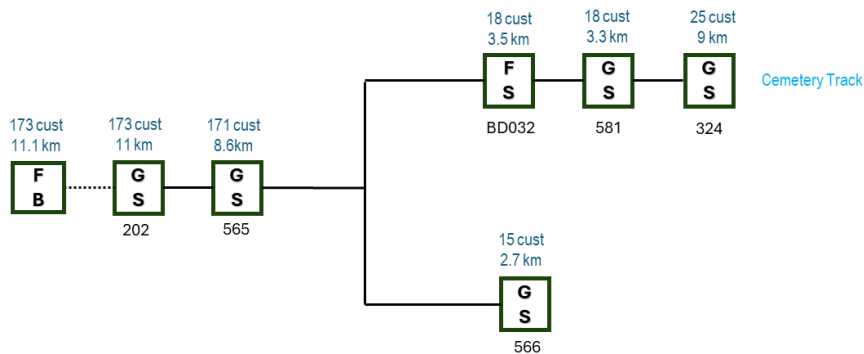 18 cust
3.5 km
18 cust
3.3 km
25 cust
9 km
F
S
G
S
G
S
Cemetery Track
BD032
581
324
173 cust
11.1 km
173 cust
11 km
171 cust
8.6km
F
B
G
S
G
S
202
565
15 cust
2.7 km
G
S
566